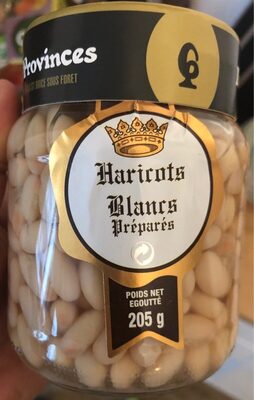 Provinces
Haricots
Blancs
Préparés
POIDS NET
EGOUTTÉ
205 g